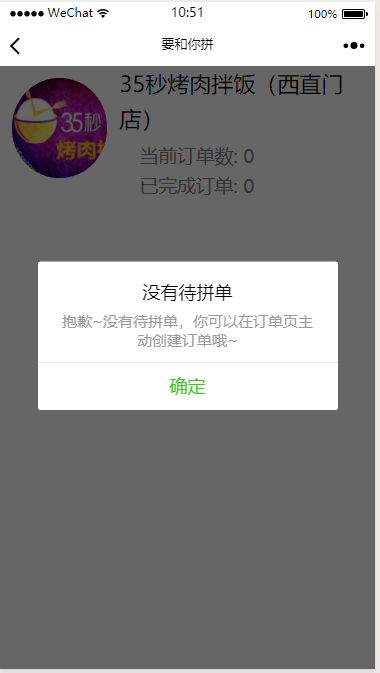 WeChat 10:51 100%
要和你拼
35秒
烤肉拌
35秒烤肉拌饭（西直门
店）
当前订单数: 0
已完成订单: 0
没有待拼单
抱歉~没有待拼单，你可以在订单页主
动创建订单哦~
确定